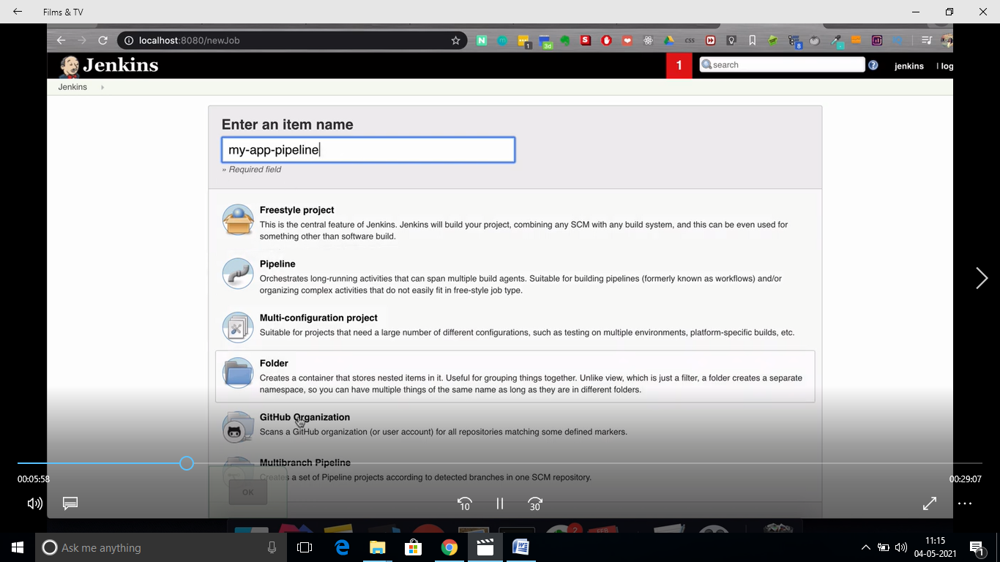 Films & TV
localhost:8080/newJob
Jenkins
1
search
jenkins
| log
Jenkins
Enter an item name
my-app-pipeline
» Required field
Freestyle project
This is the central feature of Jenkins. Jenkins will build your project, combining any SCM with any build system, and this can be even used for
something other than software build.
Pipeline
Orchestrates long-running activities that can span multiple build agents. Suitable for building pipelines (formerly known as workflows) and/or
organizing complex activities that do not easily fit in free-style job type.
Multi-configuration project
Suitable for projects that need a large number of different configurations, such as testing on multiple environments, platform-specific builds, etc.
Folder
Creates a container that stores nested items in it. Useful for grouping things together. Unlike view, which is just a filter, a folder creates a separate
namespace, so you can have multiple things of the same name as long as they are in different folders.
GitHub Organization
Scans a GitHub organization (or user account) for all repositories matching some defined markers.
Multibranch Pipeline
Creates a set of Pipeline projects according to detected branches in one SCM repository.
OK
00:05:58
00:29:07
10
30
2
FEB
Ask me anything
11:15
04-05-2021
1